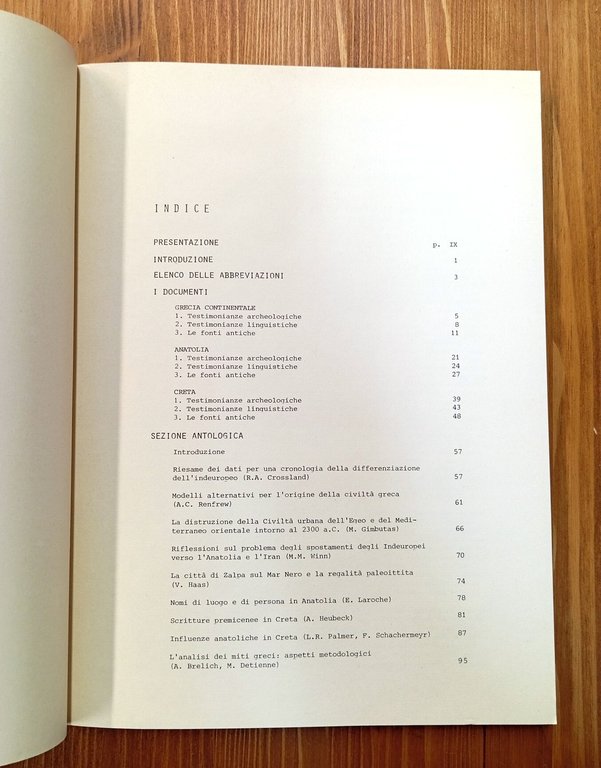 INDICE
PRESENTAZIONE p. IX
INTRODUZIONE 1
ELENCO DELLE ABBREVIAZIONI 3
I DOCUMENTI
GRECIA CONTINENTALE
1. Testimonianze archeologiche 5
2. Testimonianze linguistiche 8
3. Le fonti antiche 11
ANATOLIA
1. Testimonianze archeologiche 21
2. Testimonianze linguistiche 24
3. Le fonti antiche 27
CRETA
1. Testimonianze archeologiche 39
2. Testimonianze linguistiche 43
3. Le fonti antiche 48
SEZIONE ANTOLOGICA
Introduzione 57
Riesame dei dati per una cronologia della differenziazione
dell'indeuropeo (R.A. Crossland) 57
Modelli alternativi per l'origine della civiltà greca
(A.C. Renfrew) 61
La distruzione della Civiltà urbana dell'Egeo e del Medi-
terraneo orientale intorno al 2300 a.C. (M. Gimbutas) 66
Riflessioni sul problema degli spostamenti degli Indeuropei
verso l'Anatolia e l'Iran (M.M. Winn) 70
La città di Zalpa sul Mar Nero e la regalità paleoittita
(V. Haas) 74
Nomi di luogo e di persona in Anatolia (E. Laroche) 78
Scritture premicenee in Creta (A. Heubeck) 81
Influenze anatoliche in Creta (L.R. Palmer, F. Schachermeyr) 87
L'analisi dei miti greci: aspetti metodologici
(A. Brelich, M. Detienne) 95